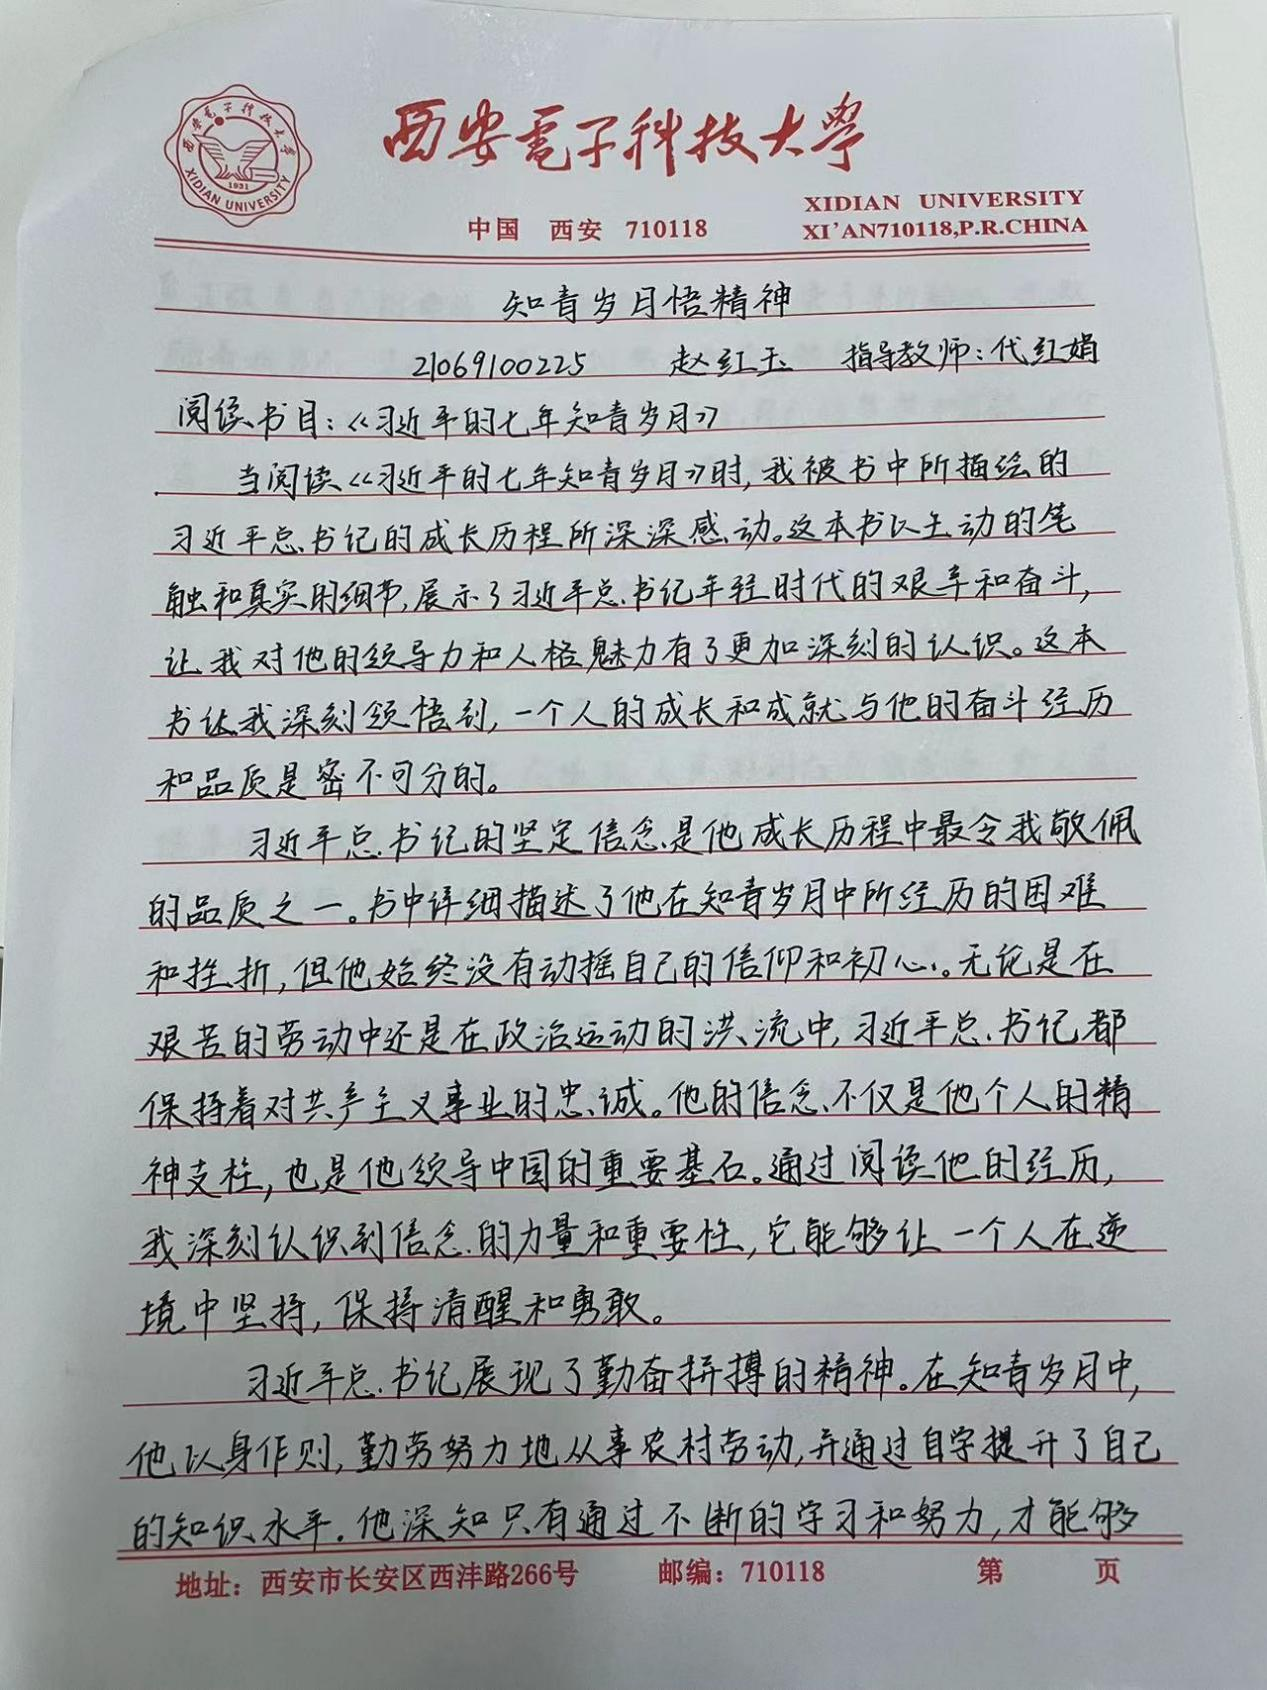 西安電子科技大學
XIDIAN UNIVERSITY
1931
西安電子科技大學
XIDIAN UNIVERSITY
中国 西安 710118
XI'AN710118,P.R.CHINA
知青岁月悟精神
21069100225 赵红玉 指导教师:代红娟
阅读书目:《习近平的七年知青岁月》
当阅读《习近平的七年知青岁月》时,我被书中所描绘的
习近平总书记的成长历程所深深感动。这本书以生动的笔
触和真实的细节,展示了习近平总书记年轻时代的艰辛和奋斗,
让我对他的领导力和人格魅力有了更加深刻的认识。这本
书让我深刻领悟到,一个人的成长和成就与他的奋斗经历
和品质是密不可分的。
习近平总书记的坚定信念是他成长历程中最令我敬佩
的品质之一。书中详细描述了他在知青岁月中所经历的困难
和挫折,但他始终没有动摇自己的信仰和初心。无论是在
艰苦的劳动中还是在政治运动的洪流中,习近平总书记都
保持着对共产主义事业的忠诚。他的信念不仅是他个人的精
神支柱,也是他领导中国的重要基石。通过阅读他的经历,
我深刻认识到信念的力量和重要性,它能够让一个人在逆
境中坚持,保持清醒和勇敢。
习近平总书记展现了勤奋拼搏的精神。在知青岁月中,
他以身作则,勤劳努力地从事农村劳动,并通过自学提升了自己
的知识水平。他深知只有通过不断的学习和努力,才能够
地址:西安市长安区西沣路266号 邮编:710118 第 页